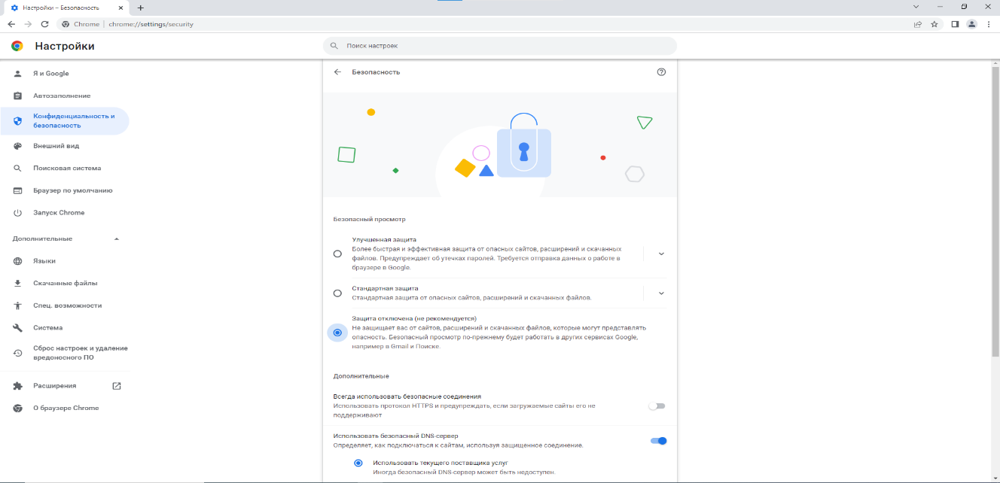 Настройки – Безопасность
Chrome
chrome://settings/security
Настройки
Поиск настроек
Я и Google
Автозаполнение
Конфиденциальность и
безопасность
Внешний вид
Поисковая система
Браузер по умолчанию
Запуск Chrome
Дополнительные
Языки
Скачанные файлы
Спец. возможности
Система
Сброс настроек и удаление
вредоносного ПО
Расширения
О браузере Chrome
Безопасность
Безопасный просмотр
Улучшенная защита
Более быстрая и эффективная защита от опасных сайтов, расширений и скачанных
файлов. Предупреждает об утечках паролей. Требуется отправка данных о работе в
браузере в Google.
Стандартная защита
Стандартная защита от опасных сайтов, расширений и скачанных файлов.
Защита отключена (не рекомендуется)
Не защищает вас от сайтов, расширений и скачанных файлов, которые могут представлять
опасность. Безопасный просмотр по-прежнему будет работать в других сервисах Google,
например в Gmail и Поиске.
Дополнительные
Всегда использовать безопасные соединения
Использовать протокол HTTPS и предупреждать, если загружаемые сайты его не
поддерживают
Использовать безопасный DNS-сервер
Определяет, как подключаться к сайтам, используя защищенное соединение.
Использовать текущего поставщика услуг
Иногда безопасный DNS-сервер может быть недоступен.